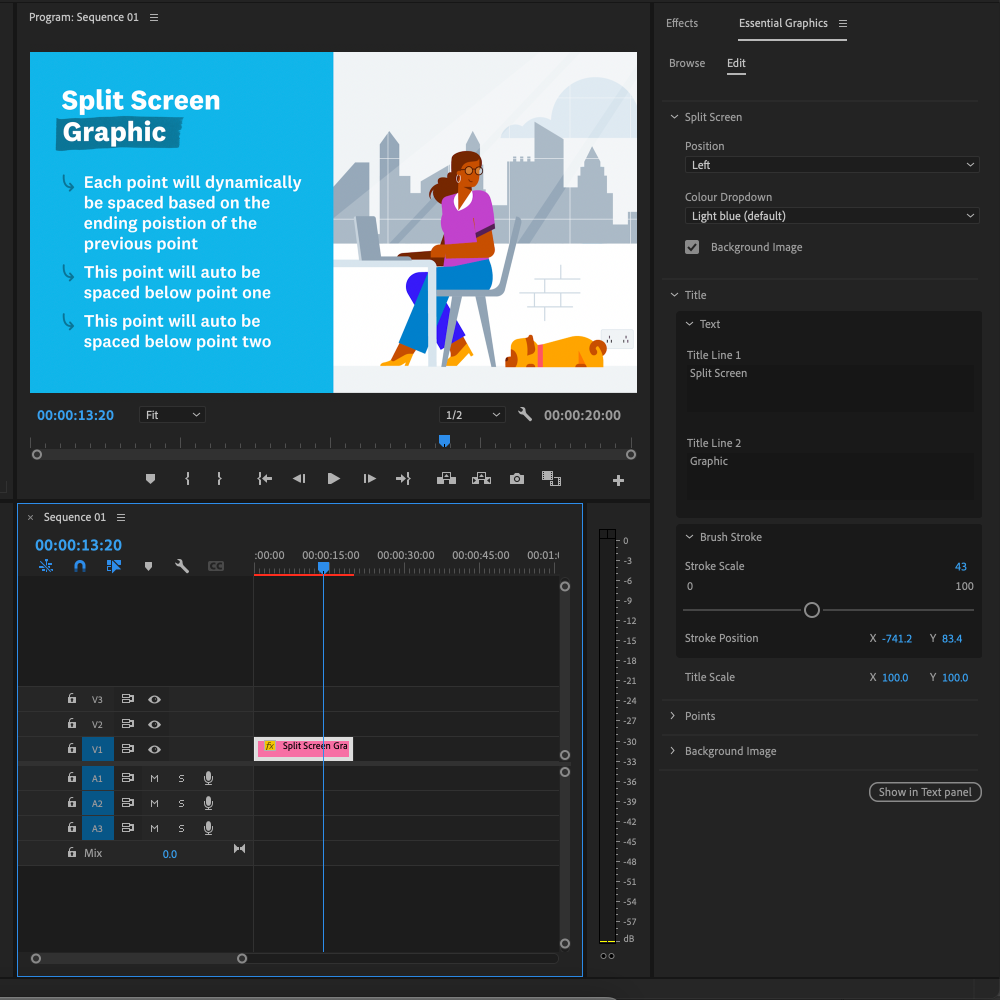 Program: Sequence 01
Split Screen
Graphic
Each point will dynamically
be spaced based on the
ending poistion of the
previous point
This point will auto be
spaced below point one
This point will auto be
spaced below point two
00:00:13:20
Fit
1/2
00:00:20:00
× Sequence 01
00:00:13:20
:00:00 00:00:15:00 00:00:30:00 00:00:45:00 00:01:0
CC
V3
V2
V1
fx Split Screen Gra
A1 M S
A2 M S
A3 M S
Mix 0.0
0
-3
-6
-9
-12
-15
-18
-21
-24
-27
-30
-33
-36
-39
-42
-45
-48
-51
-54
-57
dB
Effects Essential Graphics
Browse Edit
Split Screen
Position
Left
Colour Dropdown
Light blue (default)
Background Image
Title
Text
Title Line 1
Split Screen
Title Line 2
Graphic
Brush Stroke
Stroke Scale 43
0 100
Stroke Position X -741.2 Y 83.4
Title Scale X 100.0 Y 100.0
Points
Background Image
Show in Text panel